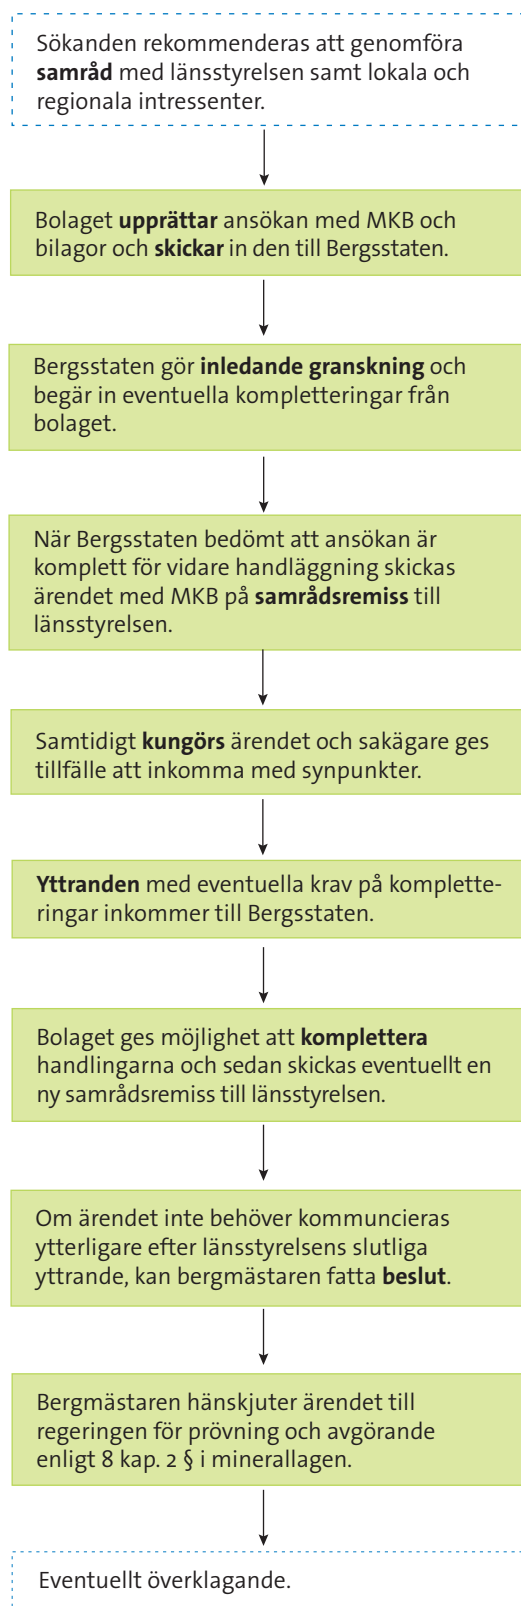 Sökanden rekommenderas att genomföra
samråd med länsstyrelsen samt lokala och
regionala intressenter.
Bolaget upprättar ansökan med MKB och
bilagor och skickar in den till Bergsstaten.
Bergsstaten gör inledande granskning och
begär in eventuella kompletteringar från
bolaget.
När Bergsstaten bedömt att ansökan är
komplett för vidare handläggning skickas
ärendet med MKB på samrådsremiss till
länsstyrelsen.
Samtidigt kungörs ärendet och sakägare ges
tillfälle att inkomma med synpunkter.
Yttranden med eventuella krav på komplette-
ringar inkommer till Bergsstaten.
Bolaget ges möjlighet att komplettera
handlingarna och sedan skickas eventuellt en
ny samrådsremiss till länsstyrelsen.
Om ärendet inte behöver kommuncieras
ytterligare efter länsstyrelsens slutliga
yttrande, kan bergmästaren fatta beslut.
Bergmästaren hänskjuter ärendet till
regeringen för prövning och avgörande
enligt 8 kap. 2 § i minerallagen.
Eventuellt överklagande.